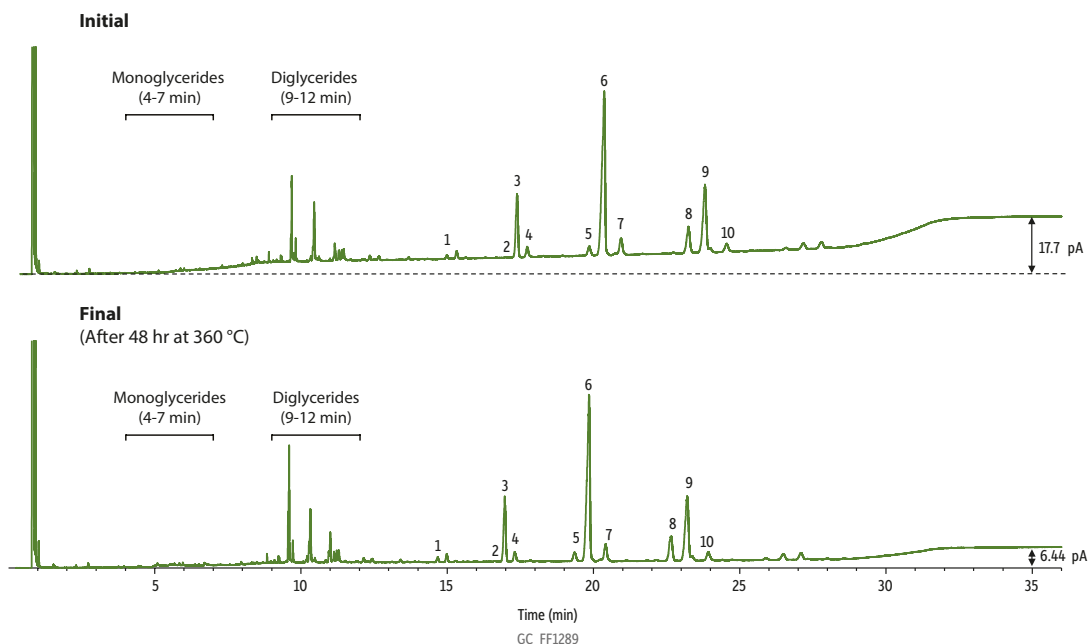 Initial
Monoglycerides
(4-7 min)
Diglycerides
(9-12 min)
1
2
3
4
5
6
7
8
9
10
17.7 pA
Final
(After 48 hr at 360 °C)
Monoglycerides
(4-7 min)
Diglycerides
(9-12 min)
1
2
3
4
5
6
7
8
9
10
6.44 pA
5
10
15
20
25
30
35
Time (min)
GC_FF1289